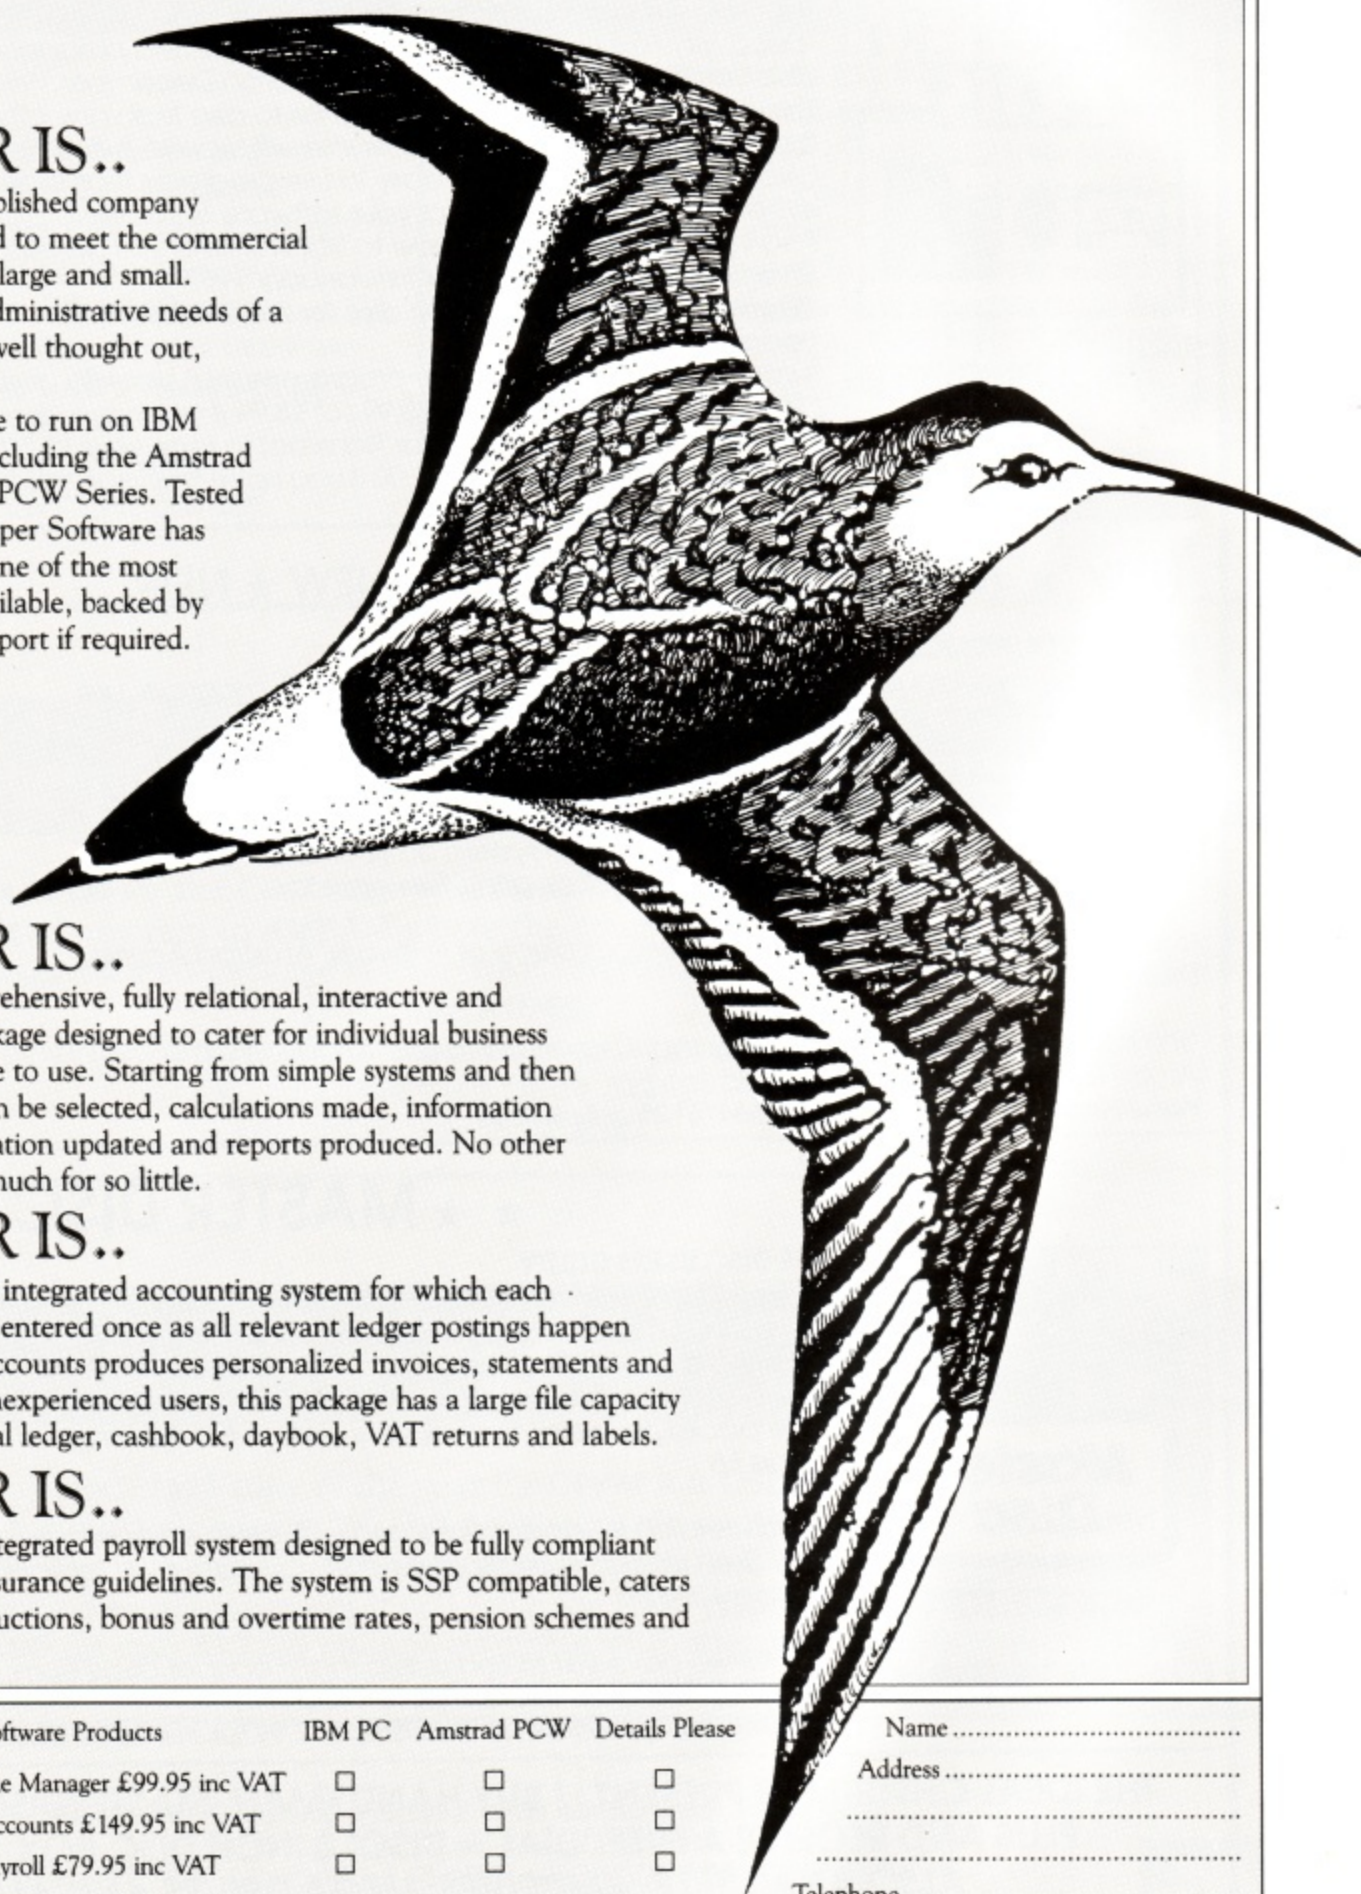 R IS..
blished company
d to meet the commercial
large and small.
dministrative needs of a
well thought out,
e to run on IBM
cluding the Amstrad
PCW Series. Tested
per Software has
ne of the most
ilable, backed by
port if required.
R IS..
rehensive, fully relational, interactive and
kage designed to cater for individual business
e to use. Starting from simple systems and then
n be selected, calculations made, information
ation updated and reports produced. No other
much for so little.
R IS..
integrated accounting system for which each
entered once as all relevant ledger postings happen
ccounts produces personalized invoices, statements and
nexperienced users, this package has a large file capacity
al ledger, cashbook, daybook, VAT returns and labels.
R IS..
tegrated payroll system designed to be fully compliant
surance guidelines. The system is SSP compatible, caters
uctions, bonus and overtime rates, pension schemes and
oftware Products IBM PC Amstrad PCW Details Please
e Manager £99.95 inc VAT
ccounts £149.95 inc VAT
yroll £79.95 inc VAT
Name
Address
Telephone